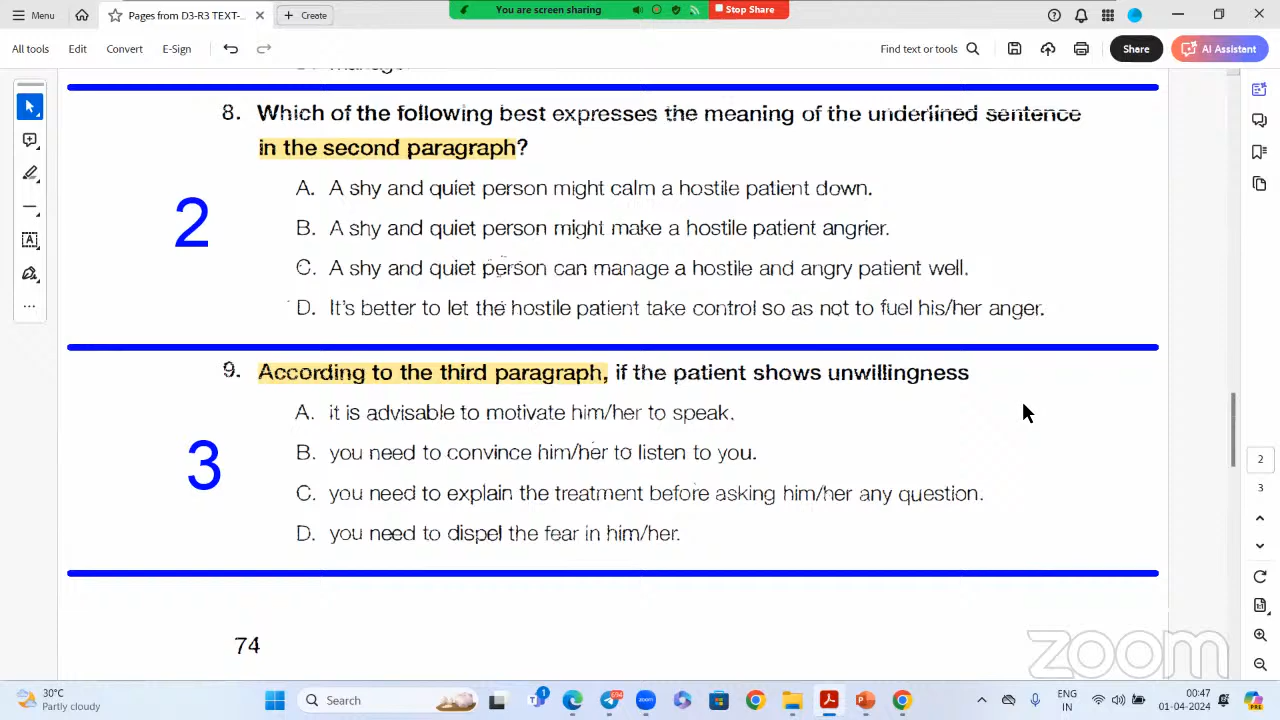 Menu
Pages from D3-R3 TEXT-...
Create
You are screen sharing
Stop Share
All tools
Edit
Convert
E-Sign
Find text or tools
Share
AI Assistant
8. Which of the following best expresses the meaning of the underlined sentence
in the second paragraph?
A. A shy and quiet person might calm a hostile patient down.
2
B. A shy and quiet person might make a hostile patient angrier.
C. A shy and quiet person can manage a hostile and angry patient well.
D. It's better to let the hostile patient take control so as not to fuel his/her anger.
9. According to the third paragraph, if the patient shows unwillingness
A. it is advisable to motivate him/her to speak.
B. you need to convince him/her to listen to you.
3
C. you need to explain the treatment before asking him/her any question.
D. you need to dispel the fear in him/her.
2
3
74
zoom
30°C
Partly cloudy
Search
1
zoom
ENG
IN
00:47
01-04-2024
PRE